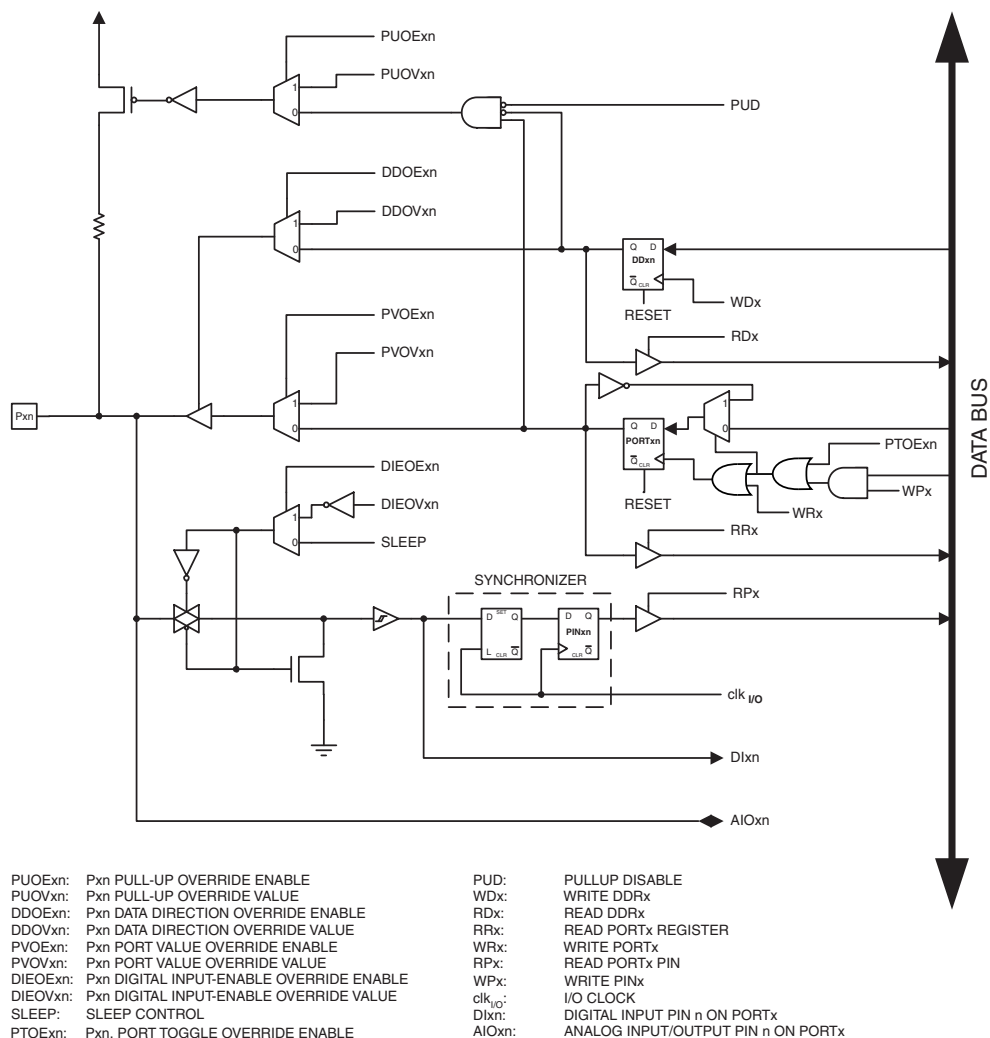 PUOExn
PUOVxn
1
0
PUD
DDOExn
DDOVxn
1
0
Q D
DDxn
Q CLR
WDx
RESET
RDx
PVOExn
PVOVxn
1
0
Pxn
1
0
Q D
PORTxn
Q CLR
RESET
PTOExn
WPx
WRx
RRx
DATA BUS
DIEOExn
DIEOVxn
1
0
SLEEP
SYNCHRONIZER
D SET Q
L CLR Q
D Q
PINxn
CLR Q
RPx
clk I/O
DIxn
AIOxn
PUOExn: Pxn PULL-UP OVERRIDE ENABLE
PUOVxn: Pxn PULL-UP OVERRIDE VALUE
DDOExn: Pxn DATA DIRECTION OVERRIDE ENABLE
DDOVxn: Pxn DATA DIRECTION OVERRIDE VALUE
PVOExn: Pxn PORT VALUE OVERRIDE ENABLE
PVOVxn: Pxn PORT VALUE OVERRIDE VALUE
DIEOExn: Pxn DIGITAL INPUT-ENABLE OVERRIDE ENABLE
DIEOVxn: Pxn DIGITAL INPUT-ENABLE OVERRIDE VALUE
SLEEP: SLEEP CONTROL
PTOExn: Pxn, PORT TOGGLE OVERRIDE ENABLE
PUD: PULLUP DISABLE
WDx: WRITE DDRx
RDx: READ DDRx
RRx: READ PORTx REGISTER
WRx: WRITE PORTx
RPx: READ PORTx PIN
WPx: WRITE PINx
clkI/O: I/O CLOCK
DIxn: DIGITAL INPUT PIN n ON PORTx
AIOxn: ANALOG INPUT/OUTPUT PIN n ON PORTx